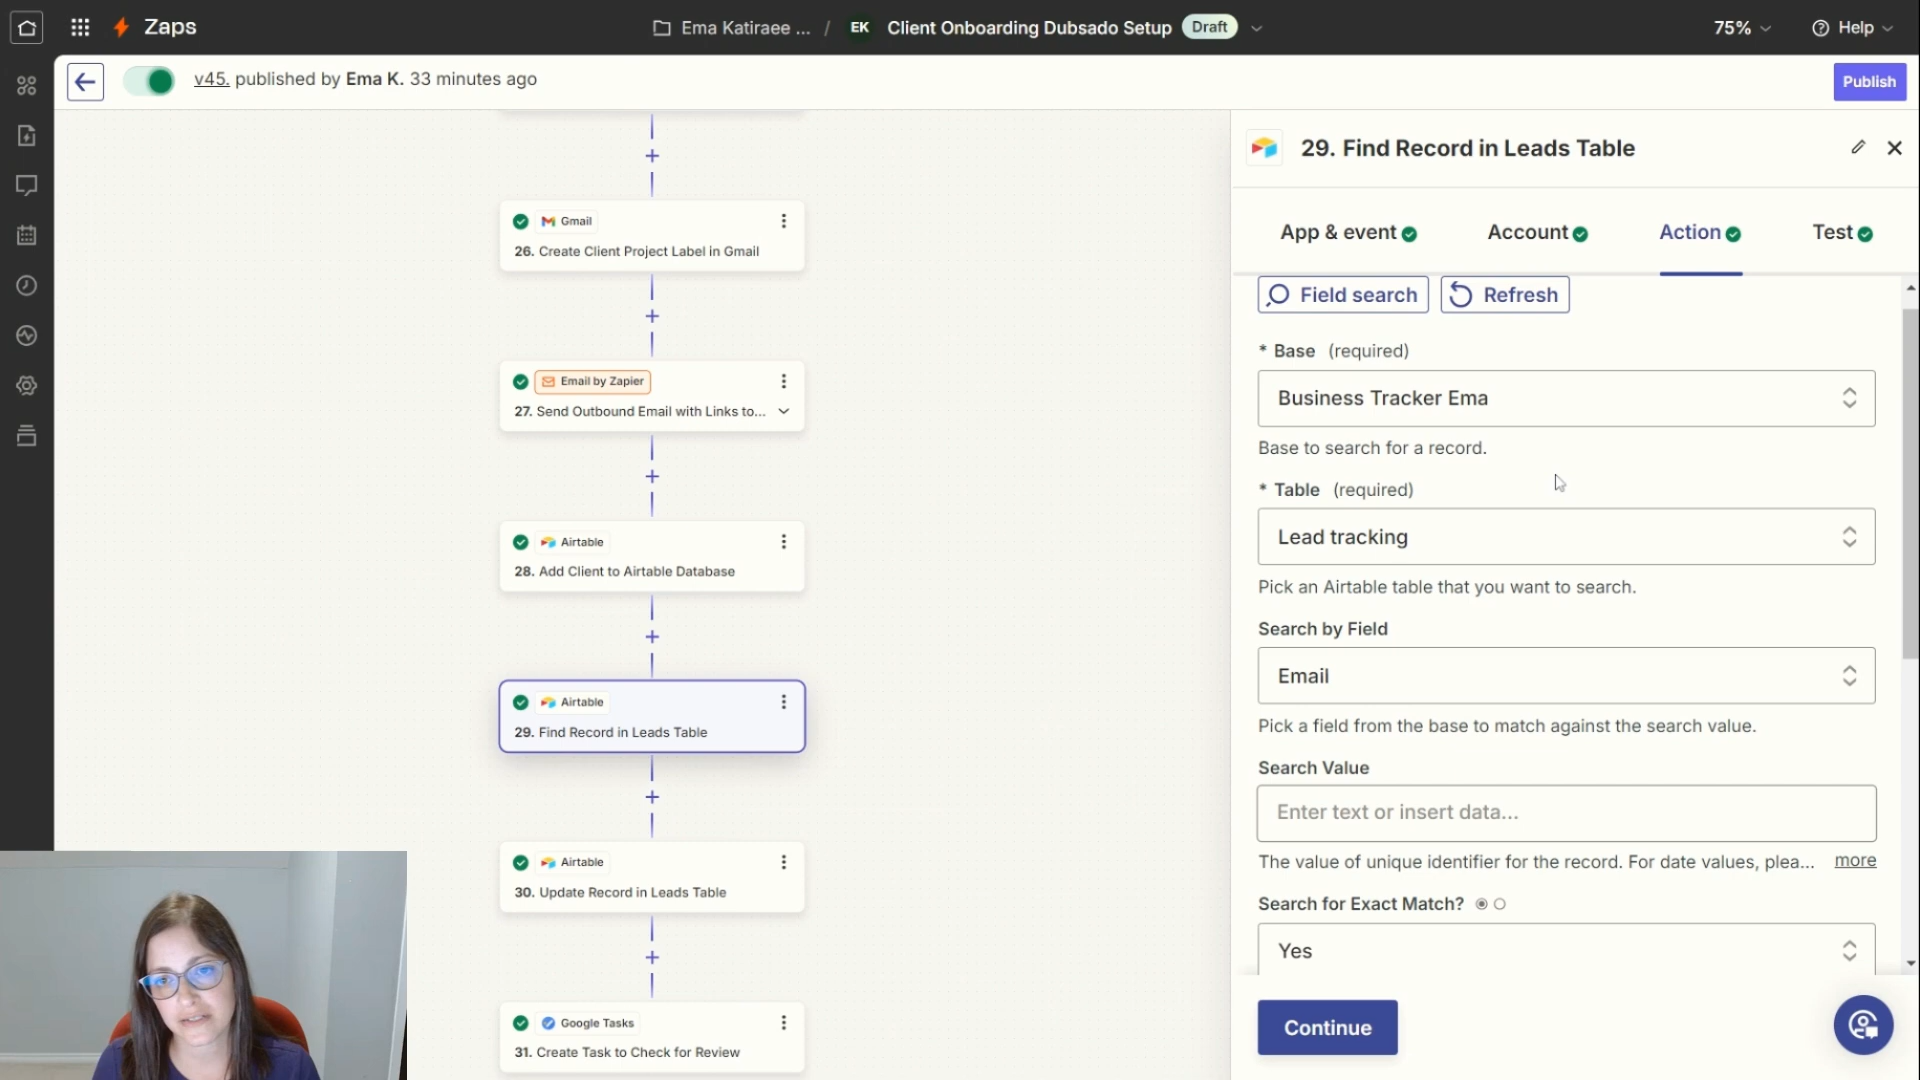 Zaps
Ema Katiraee ... / EK Client Onboarding Dubsado Setup Draft
75%
Help
v45. published by Ema K. 33 minutes ago
Publish
Gmail
26. Create Client Project Label in Gmail
Email by Zapier
27. Send Outbound Email with Links to...
Airtable
28. Add Client to Airtable Database
Airtable
29. Find Record in Leads Table
Airtable
30. Update Record in Leads Table
Google Tasks
31. Create Task to Check for Review
29. Find Record in Leads Table
App & event Account Action Test
Field search Refresh
* Base (required)
Business Tracker Ema
Base to search for a record.
* Table (required)
Lead tracking
Pick an Airtable table that you want to search.
Search by Field
Email
Pick a field from the base to match against the search value.
Search Value
Enter text or insert data...
The value of unique identifier for the record. For date values, plea... more
Search for Exact Match?
Yes
Continue